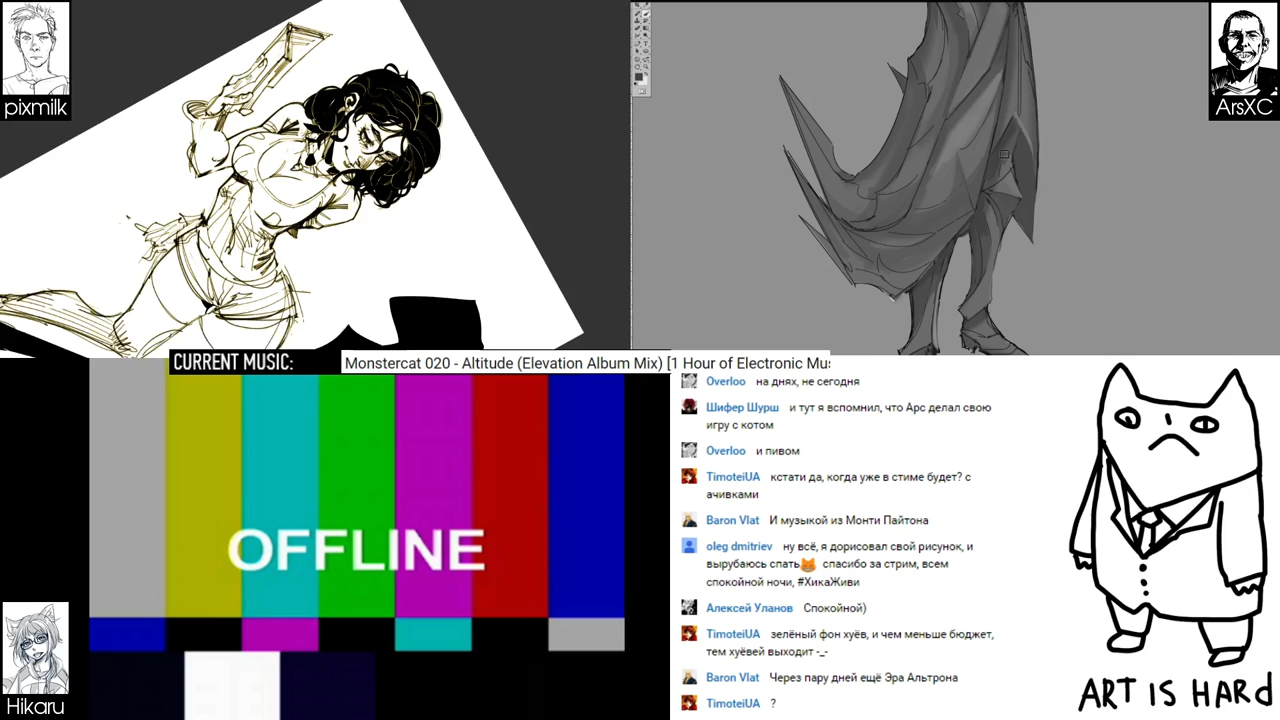 pixmilk
ArsXC
CURRENT MUSIC:
Monstercat 020 - Altitude (Elevation Album Mix) [1 Hour of Electronic Mu
Overloo на днях, не сегодня
Шифер Шурш и тут я вспомнил, что Арс делал свою
игру с котом
Overloo и пивом
TimoteiUA кстати да, когда уже в стиме будет? с
ачивками
Baron Vlat И музыкой из Монти Пайтона
oleg dmitriev ну всё, я дорисовал свой рисунок, и
вырубаюсь спать спасибо за стрим, всем
спокойной ночи, #ХикаЖиви
Алексей Уланов Спокойной)
TimoteiUA зелёный фон хуёв, и чем меньше бюджет,
тем хуёвей выходит -_-
Baron Vlat Через пару дней ещё Эра Альтрона
TimoteiUA ?
OFFLINE
Hikaru
ART IS HARd